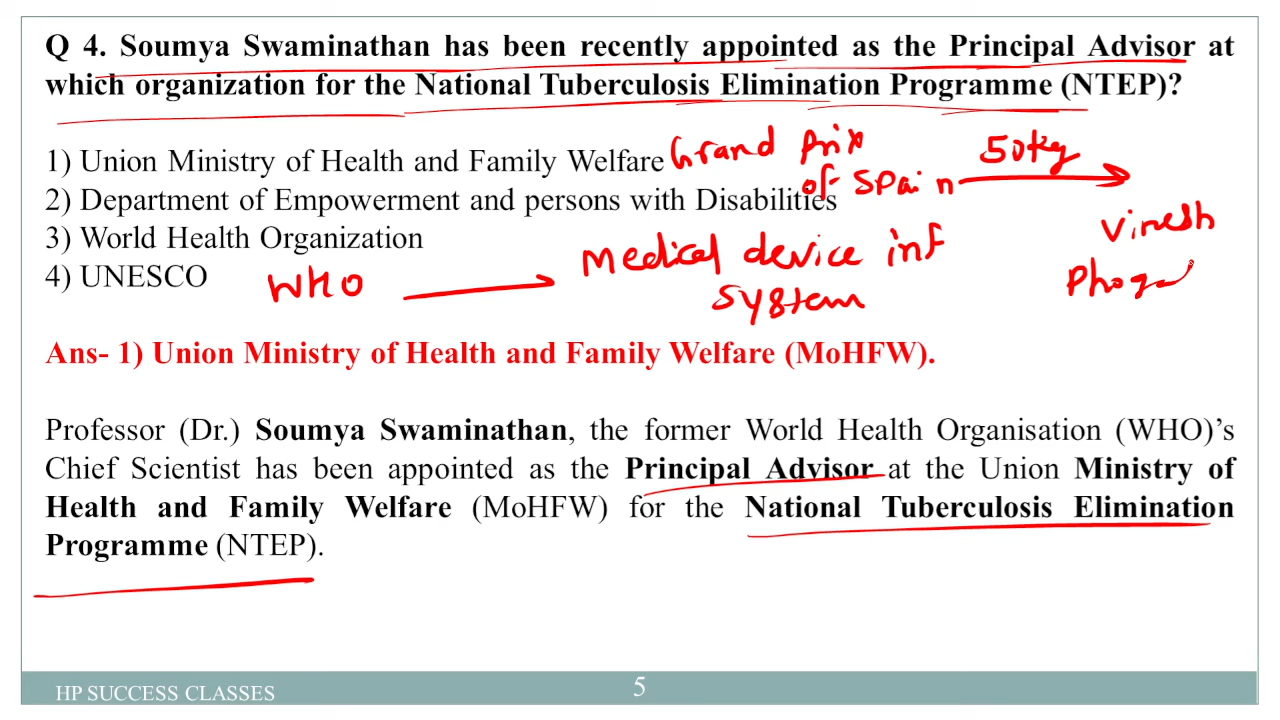 Q 4. Soumya Swaminathan has been recently appointed as the Principal Advisor at
which organization for the National Tuberculosis Elimination Programme (NTEP)?
1) Union Ministry of Health and Family Welfare
Grand Prix
50kg
2) Department of Empowerment and persons with Disabilities
of Spain
3) World Health Organization
Medical device inf
Vinesh
4) UNESCO
WHO
system
Ans- 1) Union Ministry of Health and Family Welfare (MoHFW).
Professor (Dr.) Soumya Swaminathan, the former World Health Organisation (WHO)’s
Chief Scientist has been appointed as the Principal Advisor at the Union Ministry of
Health and Family Welfare (MoHFW) for the National Tuberculosis Elimination
Programme (NTEP).
HP SUCCESS CLASSES
5